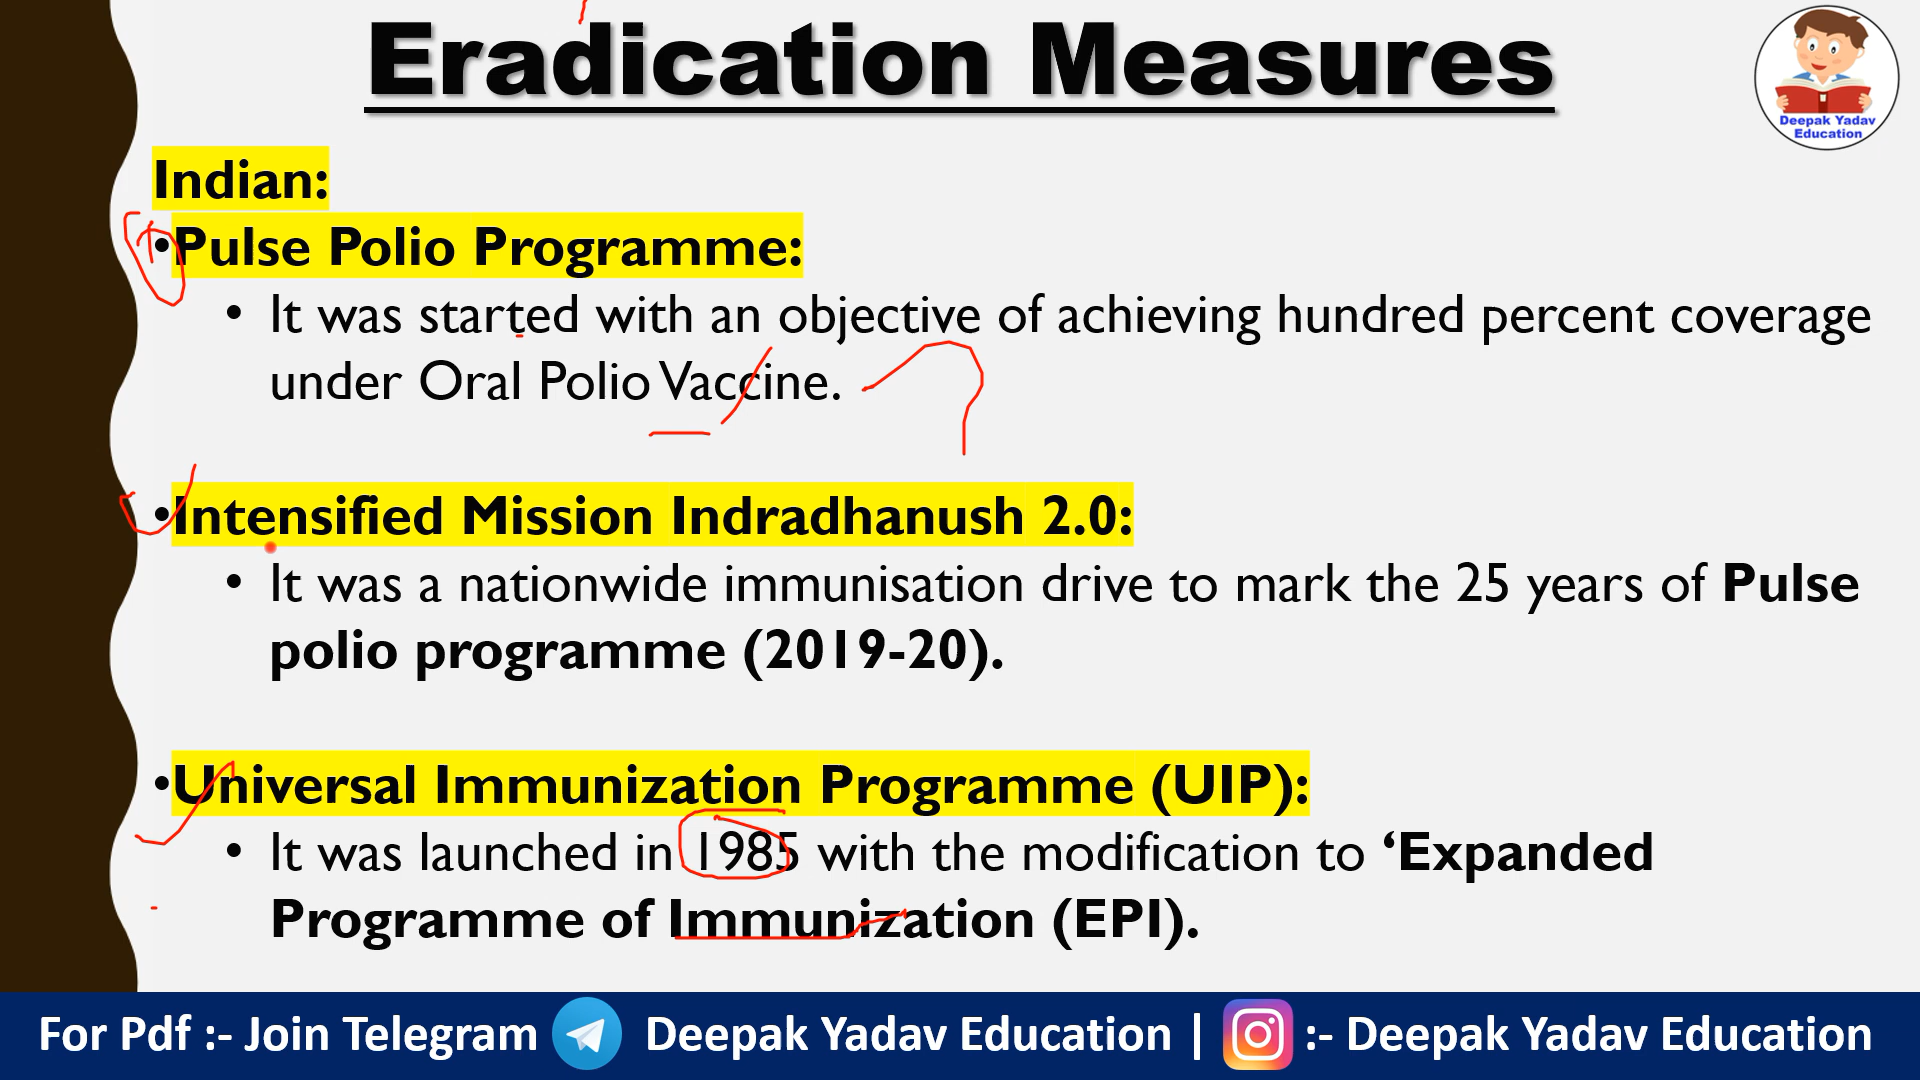 Eradication Measures
Deepak Yadav
Education
Indian:
•Pulse Polio Programme:
• It was started with an objective of achieving hundred percent coverage
under Oral Polio Vaccine.
•Intensified Mission Indradhanush 2.0:
• It was a nationwide immunisation drive to mark the 25 years of Pulse
polio programme (2019-20).
•Universal Immunization Programme (UIP):
• It was launched in 1985 with the modification to ‘Expanded
Programme of Immunization (EPI).
For Pdf :- Join Telegram Deepak Yadav Education | :- Deepak Yadav Education